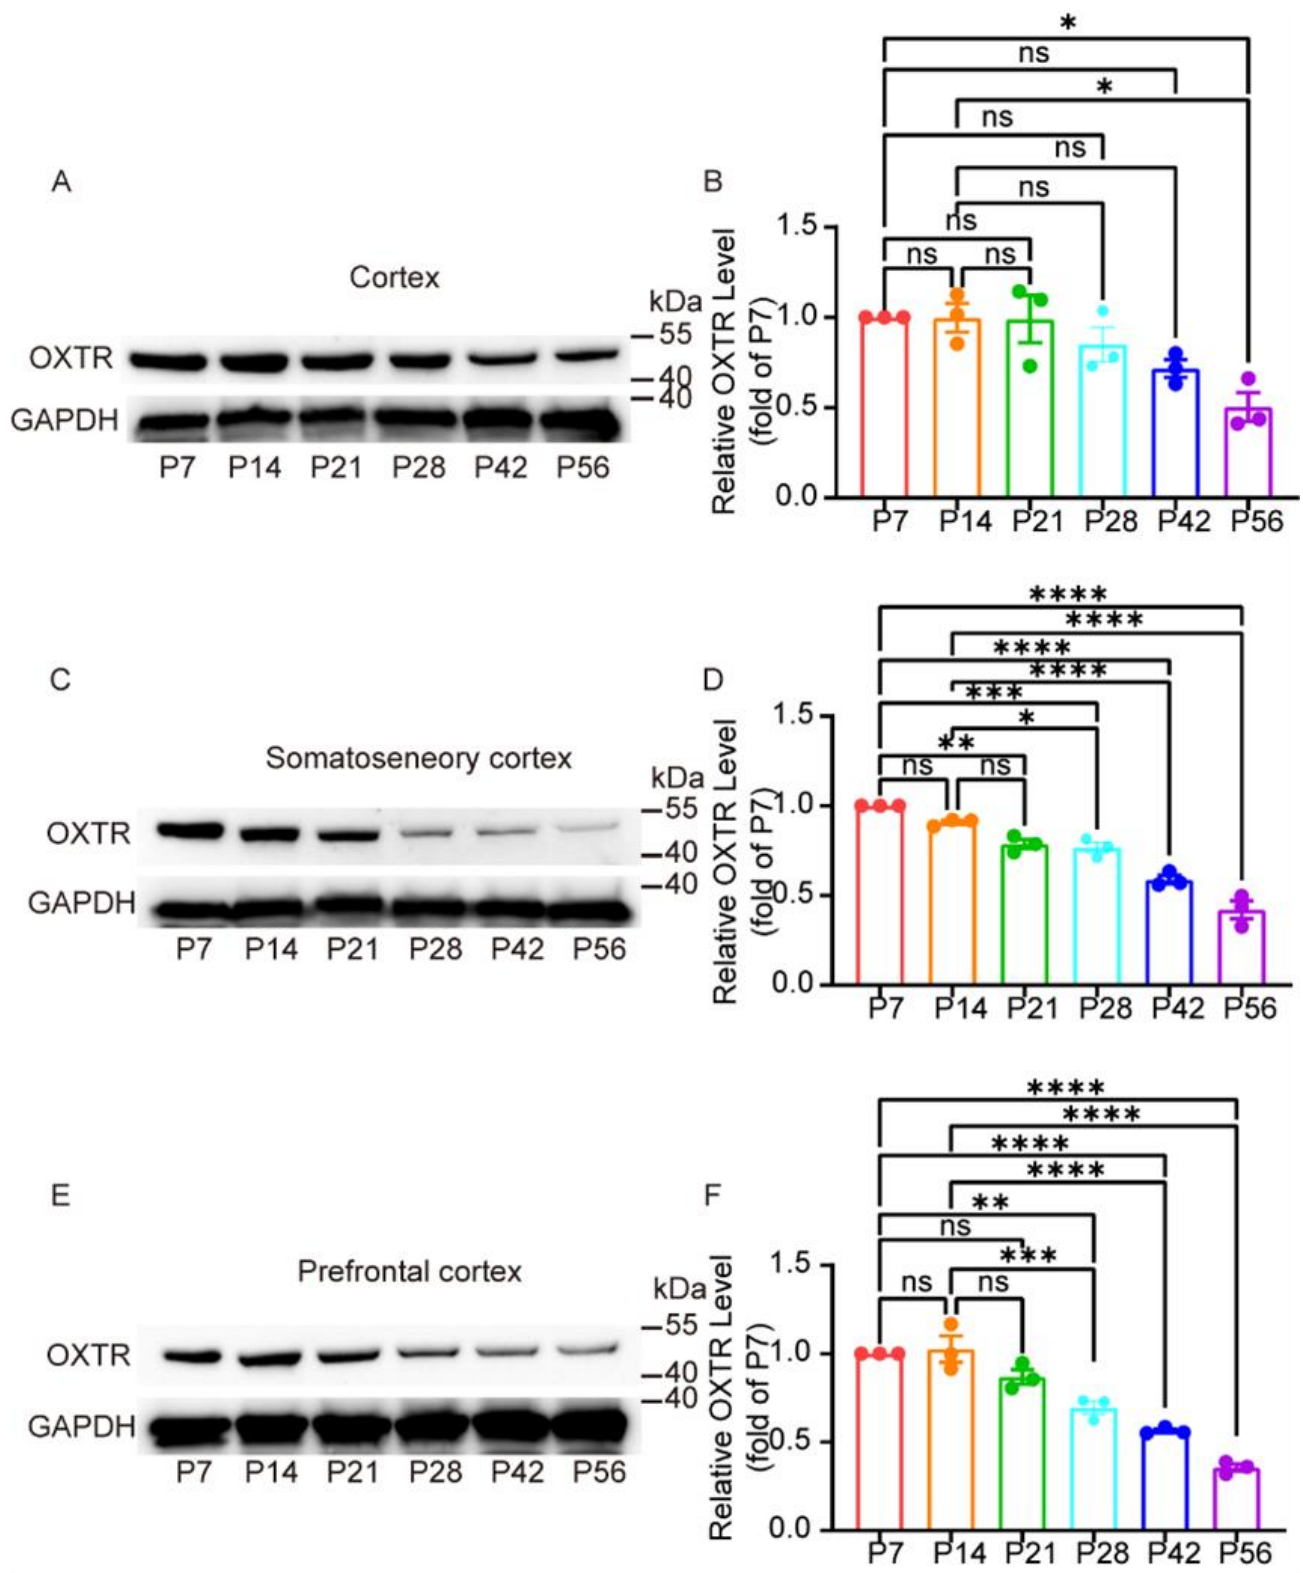 A
Cortex
kDa
OXTR
55
40
GAPDH
40
P7 P14 P21 P28 P42 P56
B
*
ns
*
ns
ns
ns
ns
ns ns
Relative OXTR Level
(fold of P7)
1.5
1.0
0.5
0.0
P7 P14 P21 P28 P42 P56
C
Somatoseneory cortex
kDa
OXTR
55
40
GAPDH
40
P7 P14 P21 P28 P42 P56
D
****
****
****
****
***
*
**
ns ns
Relative OXTR Level
(fold of P7)
1.5
1.0
0.5
0.0
P7 P14 P21 P28 P42 P56
E
Prefrontal cortex
kDa
OXTR
55
40
GAPDH
40
P7 P14 P21 P28 P42 P56
F
****
****
****
****
**
ns
***
ns ns
Relative OXTR Level
(fold of P7)
1.5
1.0
0.5
0.0
P7 P14 P21 P28 P42 P56